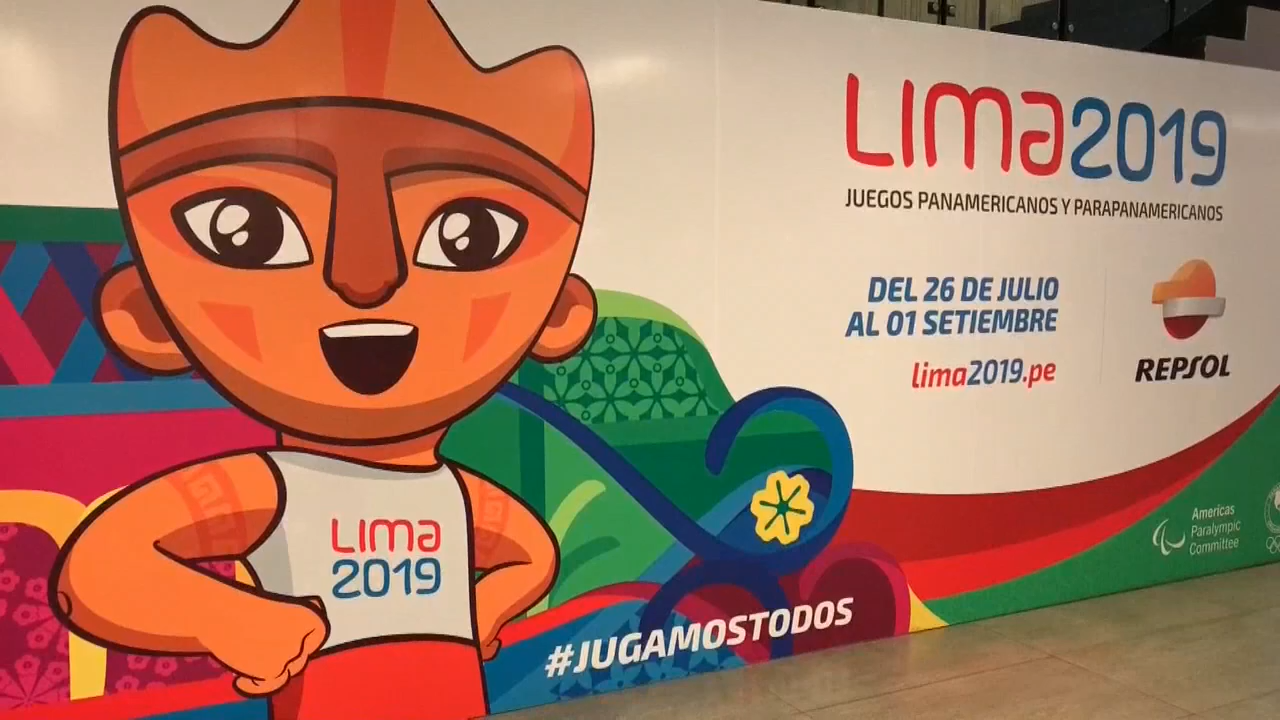 LIMA2019
JUEGOS PANAMERICANOS Y PARAPANAMERICANOS
DEL 26 DE JULIO
AL 01 SETIEMBRE
lima2019.pe
REPSOL
LIMA
2019
#JUGAMOSTODOS
Americas
Paralympic
Committee